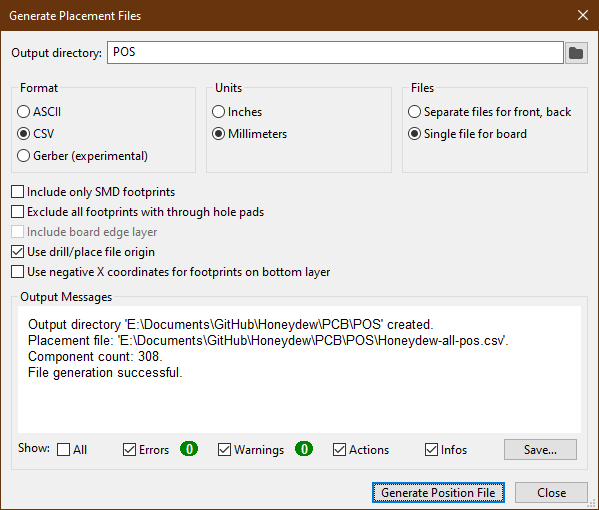 Generate Placement Files
Output directory: POS
Format
ASCII
CSV
Gerber (experimental)
Units
Inches
Millimeters
Files
Separate files for front, back
Single file for board
Include only SMD footprints
Exclude all footprints with through hole pads
Include board edge layer
Use drill/place file origin
Use negative X coordinates for footprints on bottom layer
Output Messages
Output directory 'E:\Documents\GitHub\Honeydew\PCB\POS' created.
Placement file: 'E:\Documents\GitHub\Honeydew\PCB\POS\Honeydew-all-pos.csv'.
Component count: 308.
File generation successful.
Show: All Errors 0 Warnings 0 Actions Infos Save...
Generate Position File Close